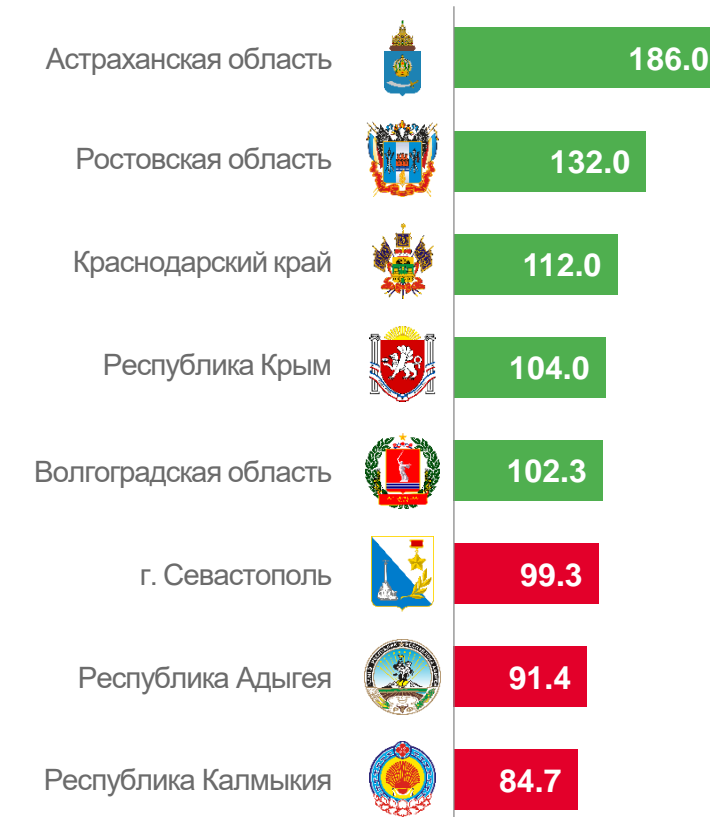 Астраханская область 186.0
Ростовская область 132.0
Краснодарский край 112.0
Республика Крым 104.0
Волгоградская область 102.3
г. Севастополь 99.3
Республика Адыгея 91.4
Республика Калмыкия 84.7